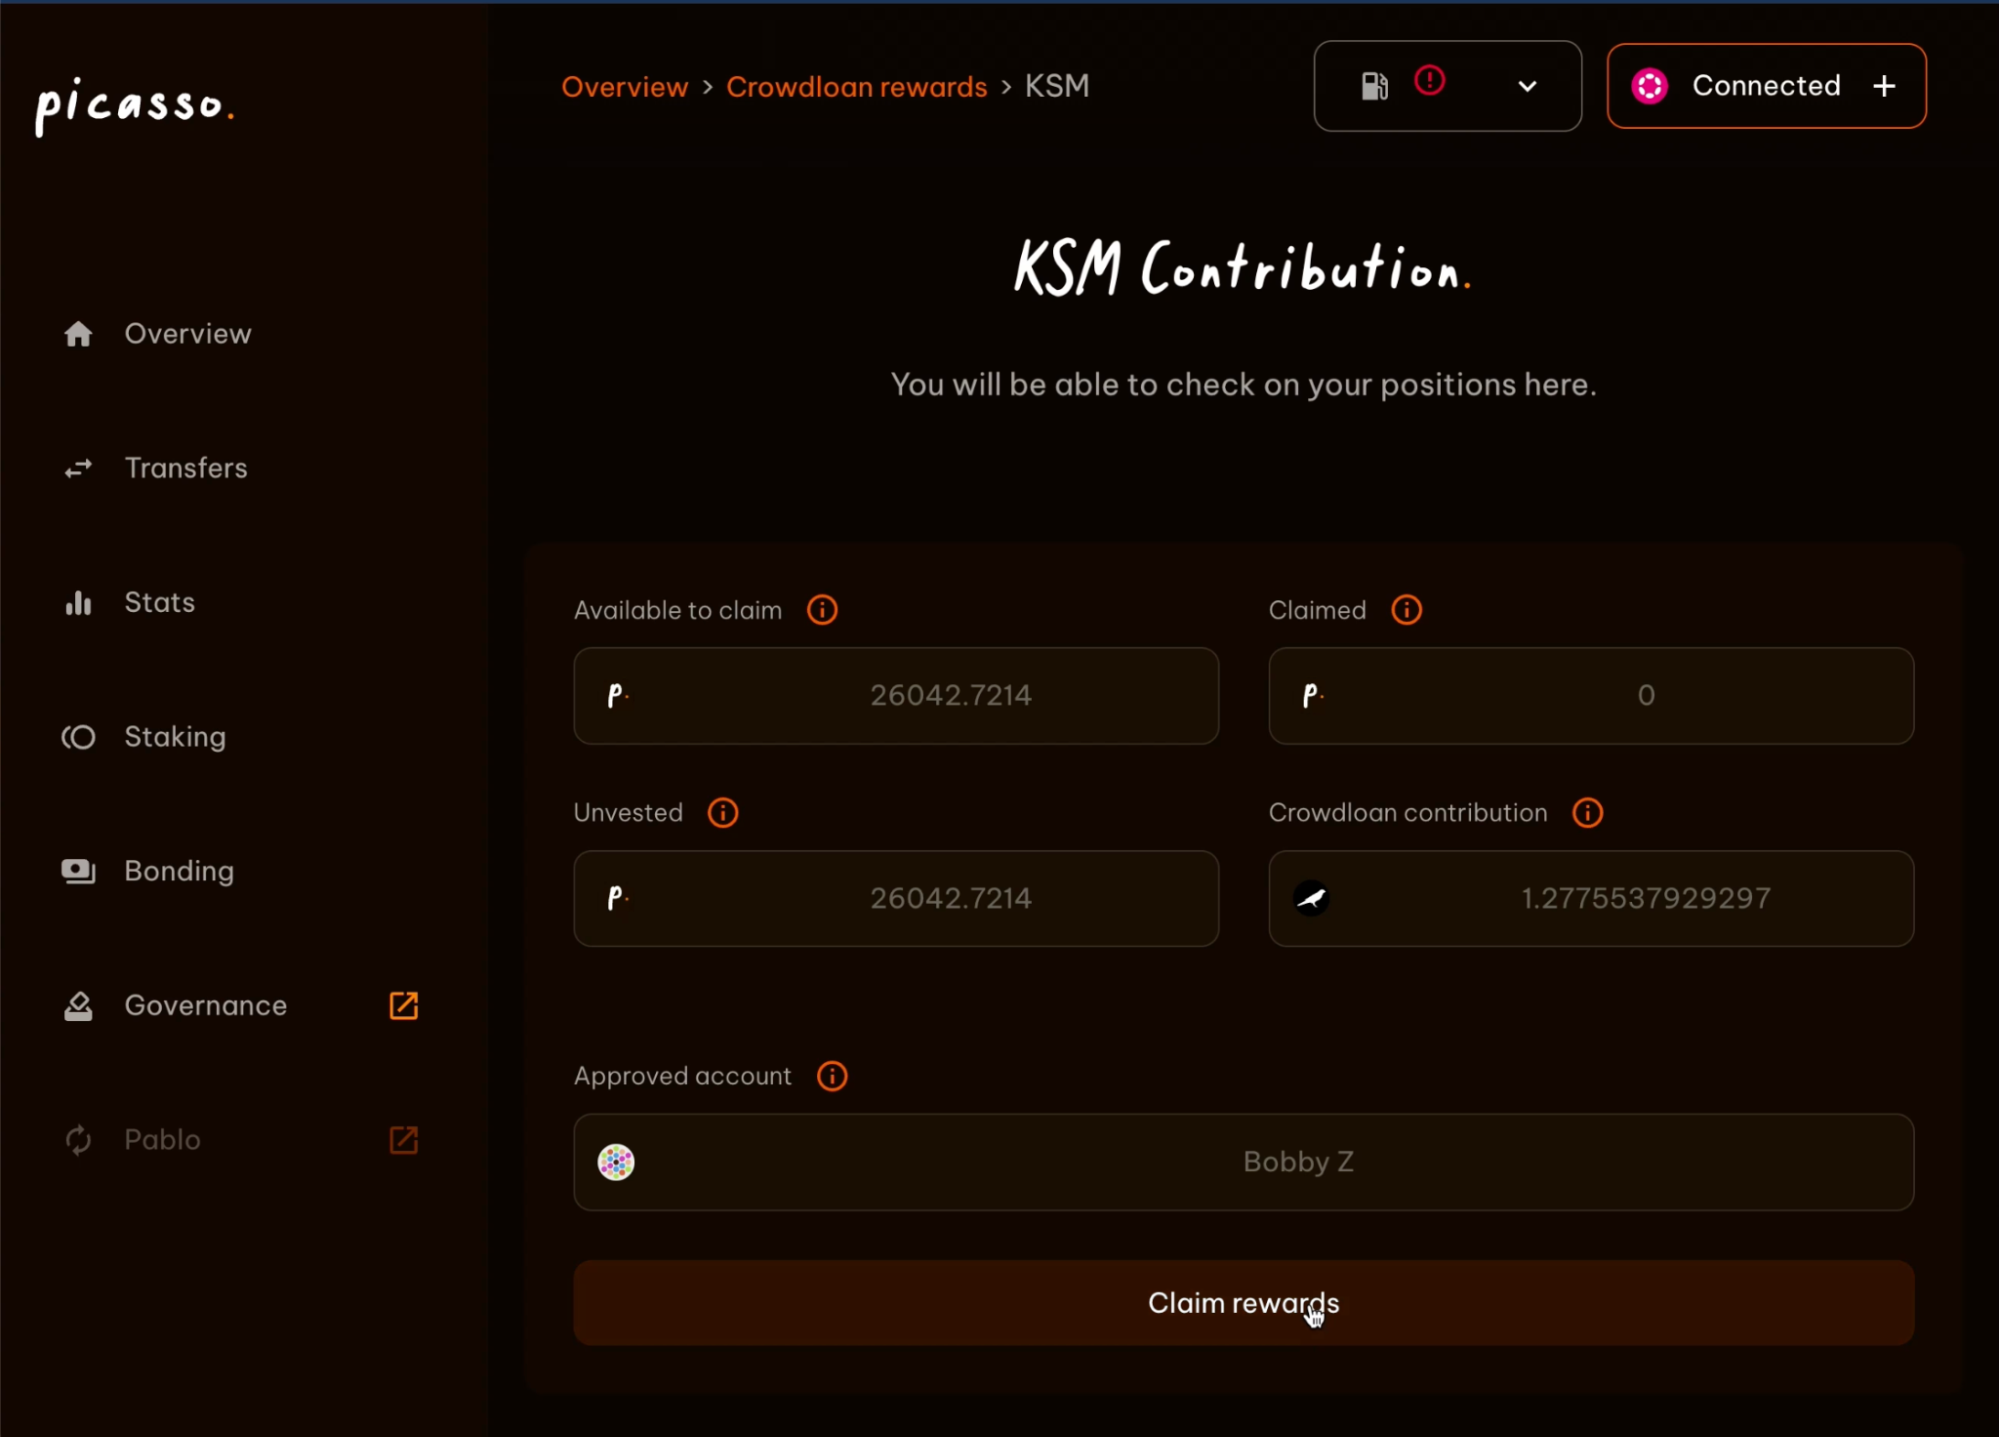 picasso.
Overview > Crowdloan rewards > KSM
Connected +
Overview
Transfers
Stats
Staking
Bonding
Governance
Pablo
KSM Contribution.
You will be able to check on your positions here.
Available to claim
p. 26042.7214
Claimed
p. 0
Unvested
p. 26042.7214
Crowdloan contribution
1.2775537929297
Approved account
Bobby Z
Claim rewards